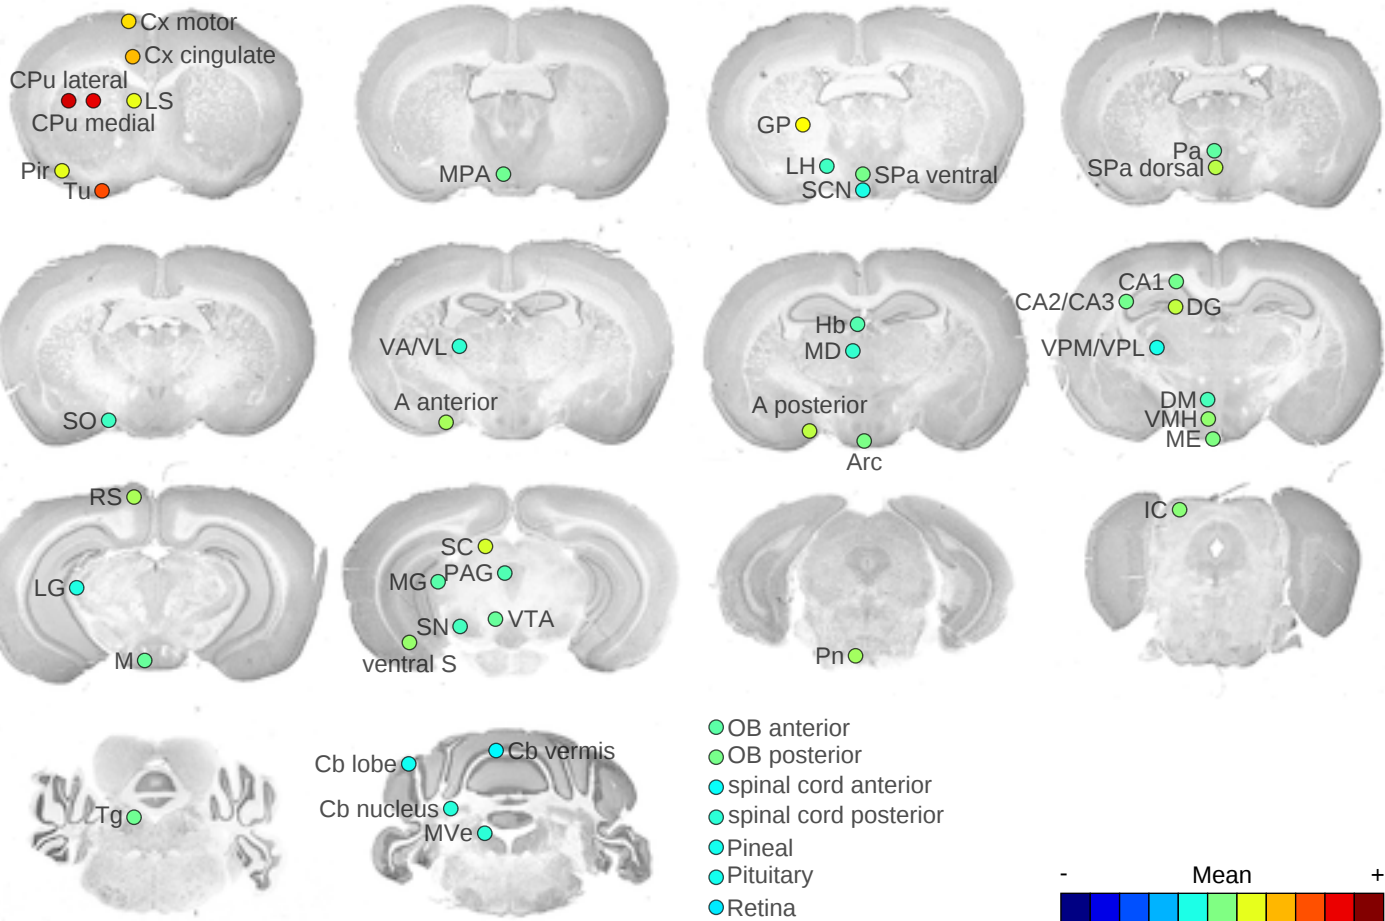 Cx motor
Cx cingulate
CPu lateral
LS
CPu medial
Pir
Tu
MPA
GP
LH
SPa ventral
SCN
Pa
SPa dorsal
SO
VA/VL
A anterior
Hb
MD
A posterior
Arc
CA1
CA2/CA3
DG
VPM/VPL
DM
VMH
ME
RS
LG
M
SC
PAG
MG
VTA
SN
ventral S
Pn
IC
Tg
Cb vermis
Cb lobe
Cb nucleus
MVe
OB anterior
OB posterior
spinal cord anterior
spinal cord posterior
Pineal
Pituitary
Retina
- Mean +